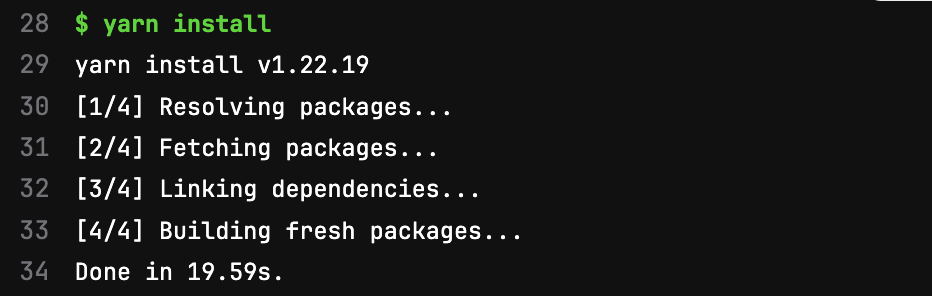 28 $ yarn install
29 yarn install v1.22.19
30 [1/4] Resolving packages...
31 [2/4] Fetching packages...
32 [3/4] Linking dependencies...
33 [4/4] Building fresh packages...
34 Done in 19.59s.